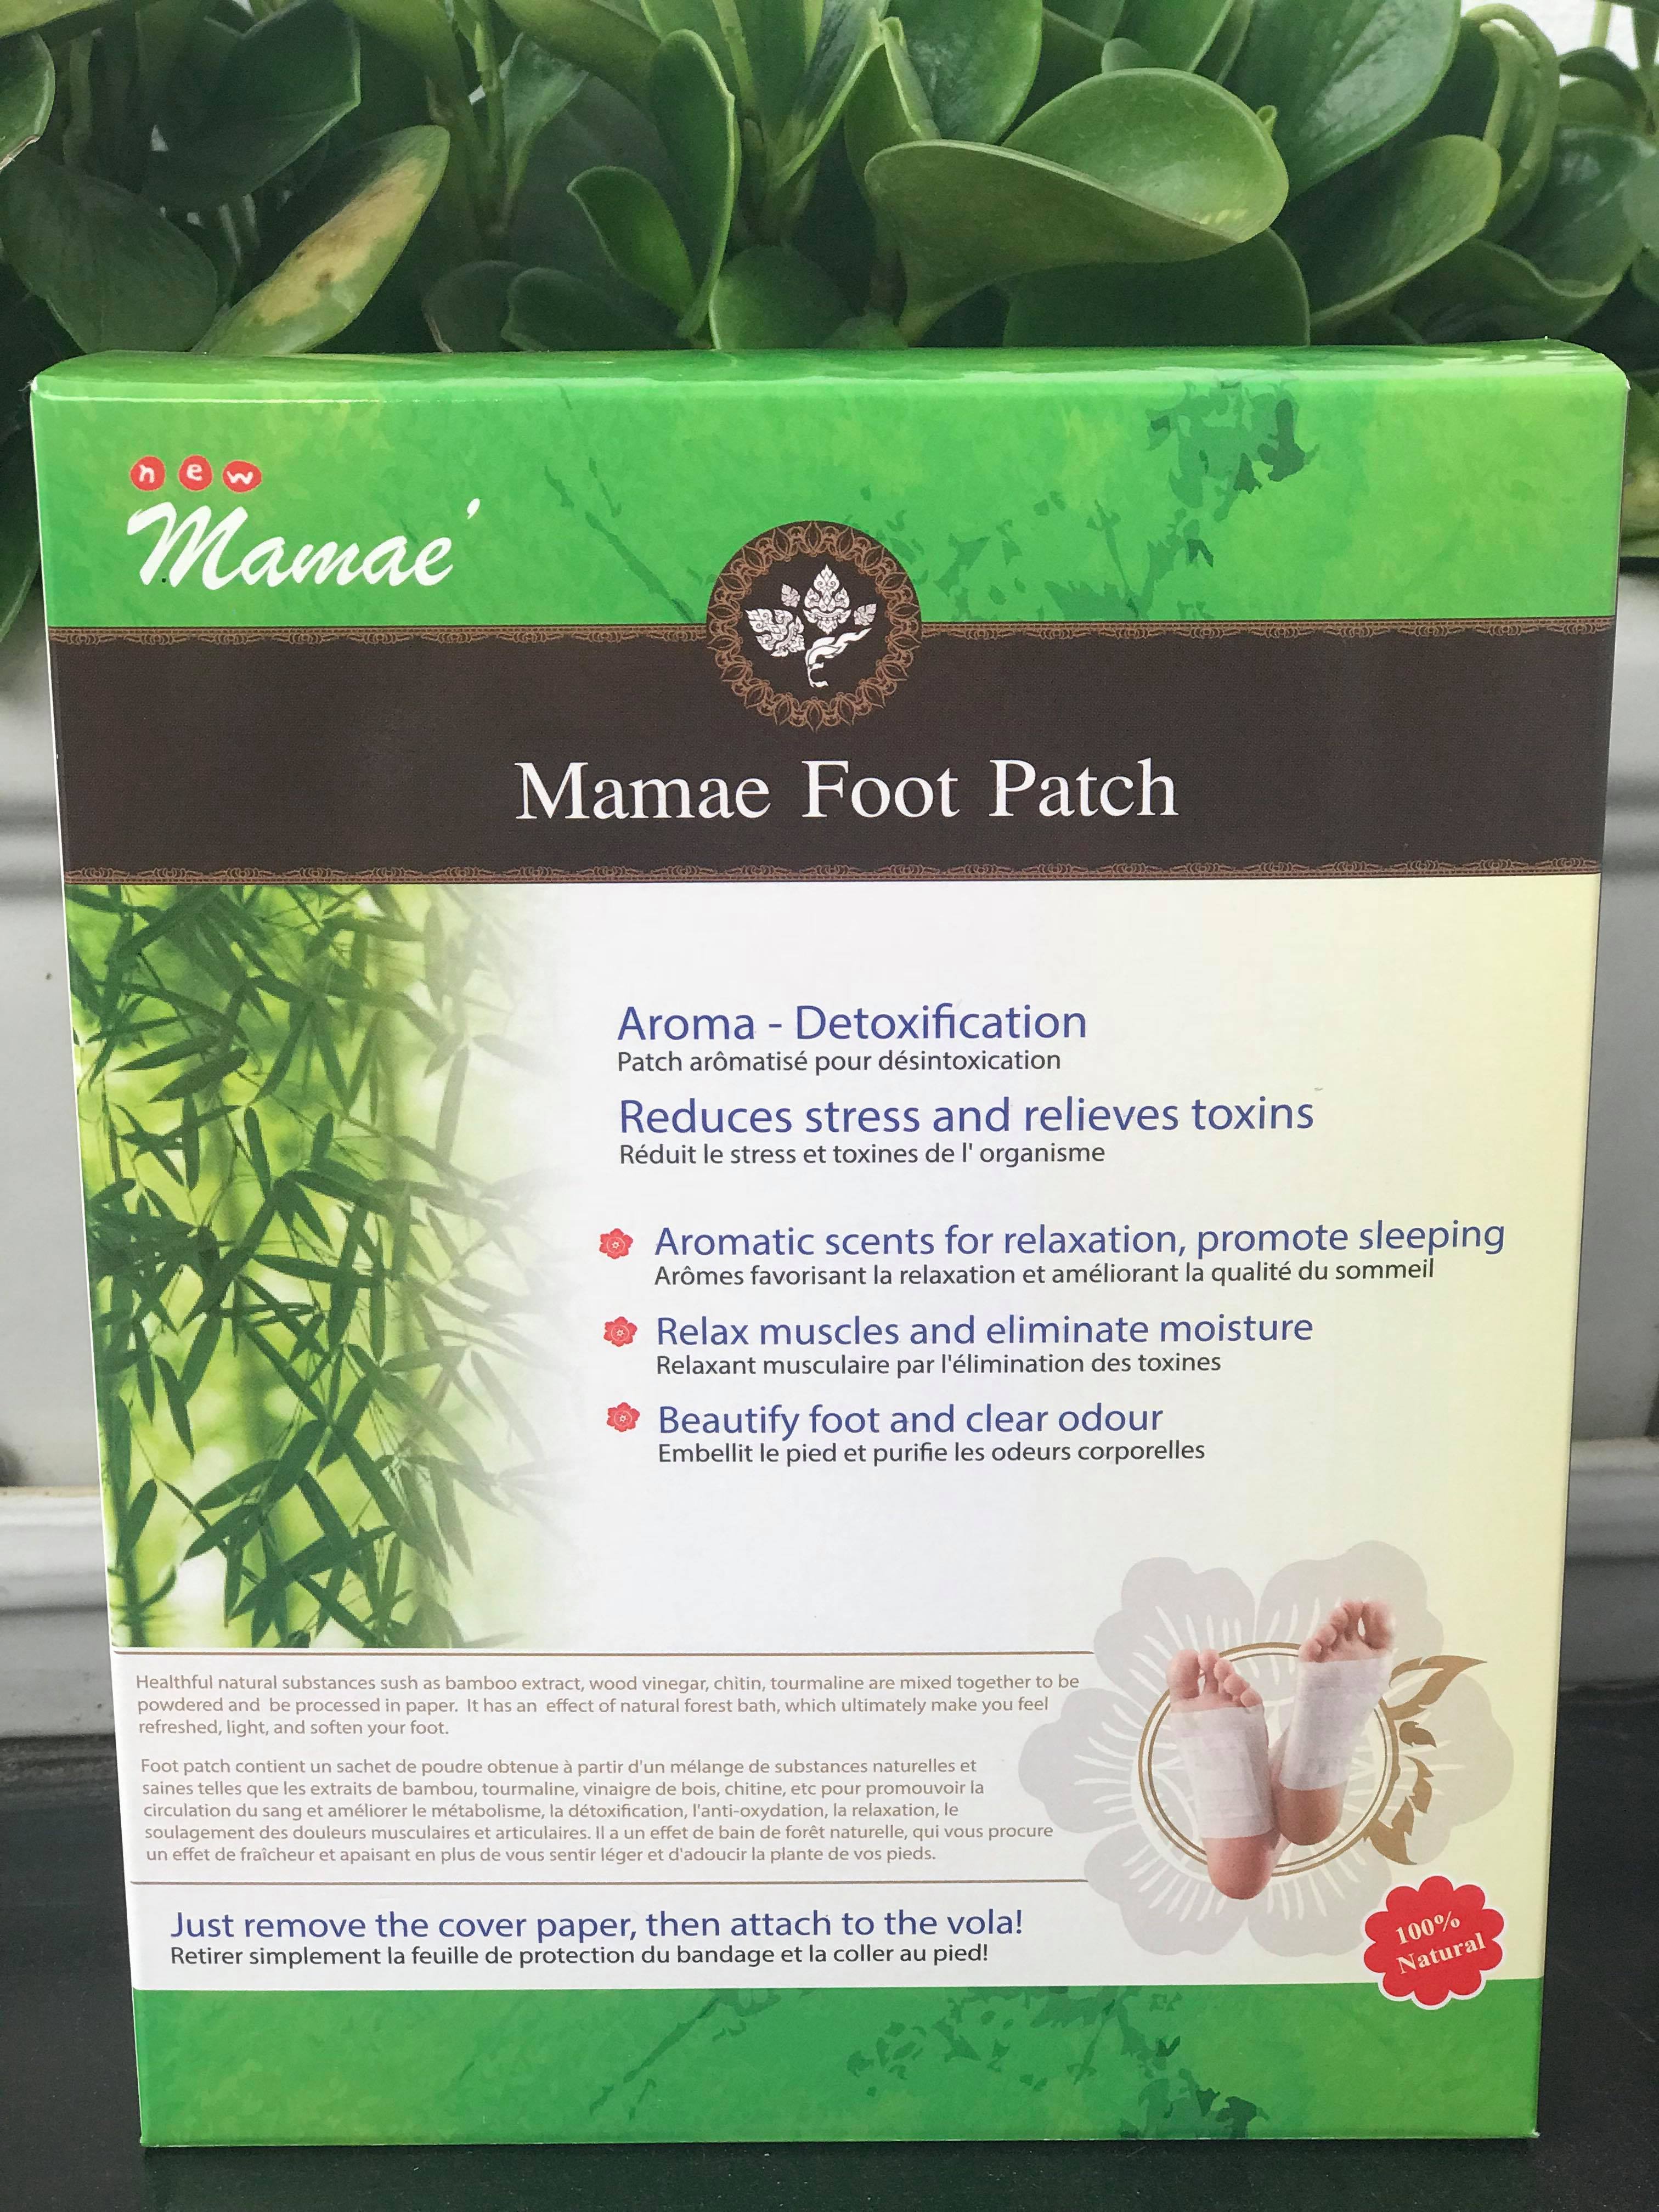 new
Mamae'
Mamae Foot Patch
Aroma - Detoxification
Patch arômatisé pour désintoxication
Reduces stress and relieves toxins
Réduit le stress et toxines de l' organisme
Aromatic scents for relaxation, promote sleeping
Arômes favorisant la relaxation et améliorant la qualité du sommeil
Relax muscles and eliminate moisture
Relaxant musculaire par l'élimination des toxines
Beautify foot and clear odour
Embellit le pied et purifie les odeurs corporelles
Healthful natural substances sush as bamboo extract, wood vinegar, chitin, tourmaline are mixed together to be
powdered and be processed in paper. It has an effect of natural forest bath, which ultimately make you feel
refreshed, light, and soften your foot.
Foot patch contient un sachet de poudre obtenue à partir d'un mélange de substances naturelles et
saines telles que les extraits de bambou, tourmaline, vinaigre de bois, chitine, etc pour promouvoir la
circulation du sang et améliorer le métabolisme, la détoxification, l'anti-oxydation, la relaxation, le
soulagement des douleurs musculaires et articulaires. Il a un effet de bain de forêt naturelle, qui vous procure
un effet de fraîcheur et apaisant en plus de vous sentir léger et d'adoucir la plante de vos pieds.
Just remove the cover paper, then attach to the vola!
Retirer simplement la feuille de protection du bandage et la coller au pied!
100%
Natural